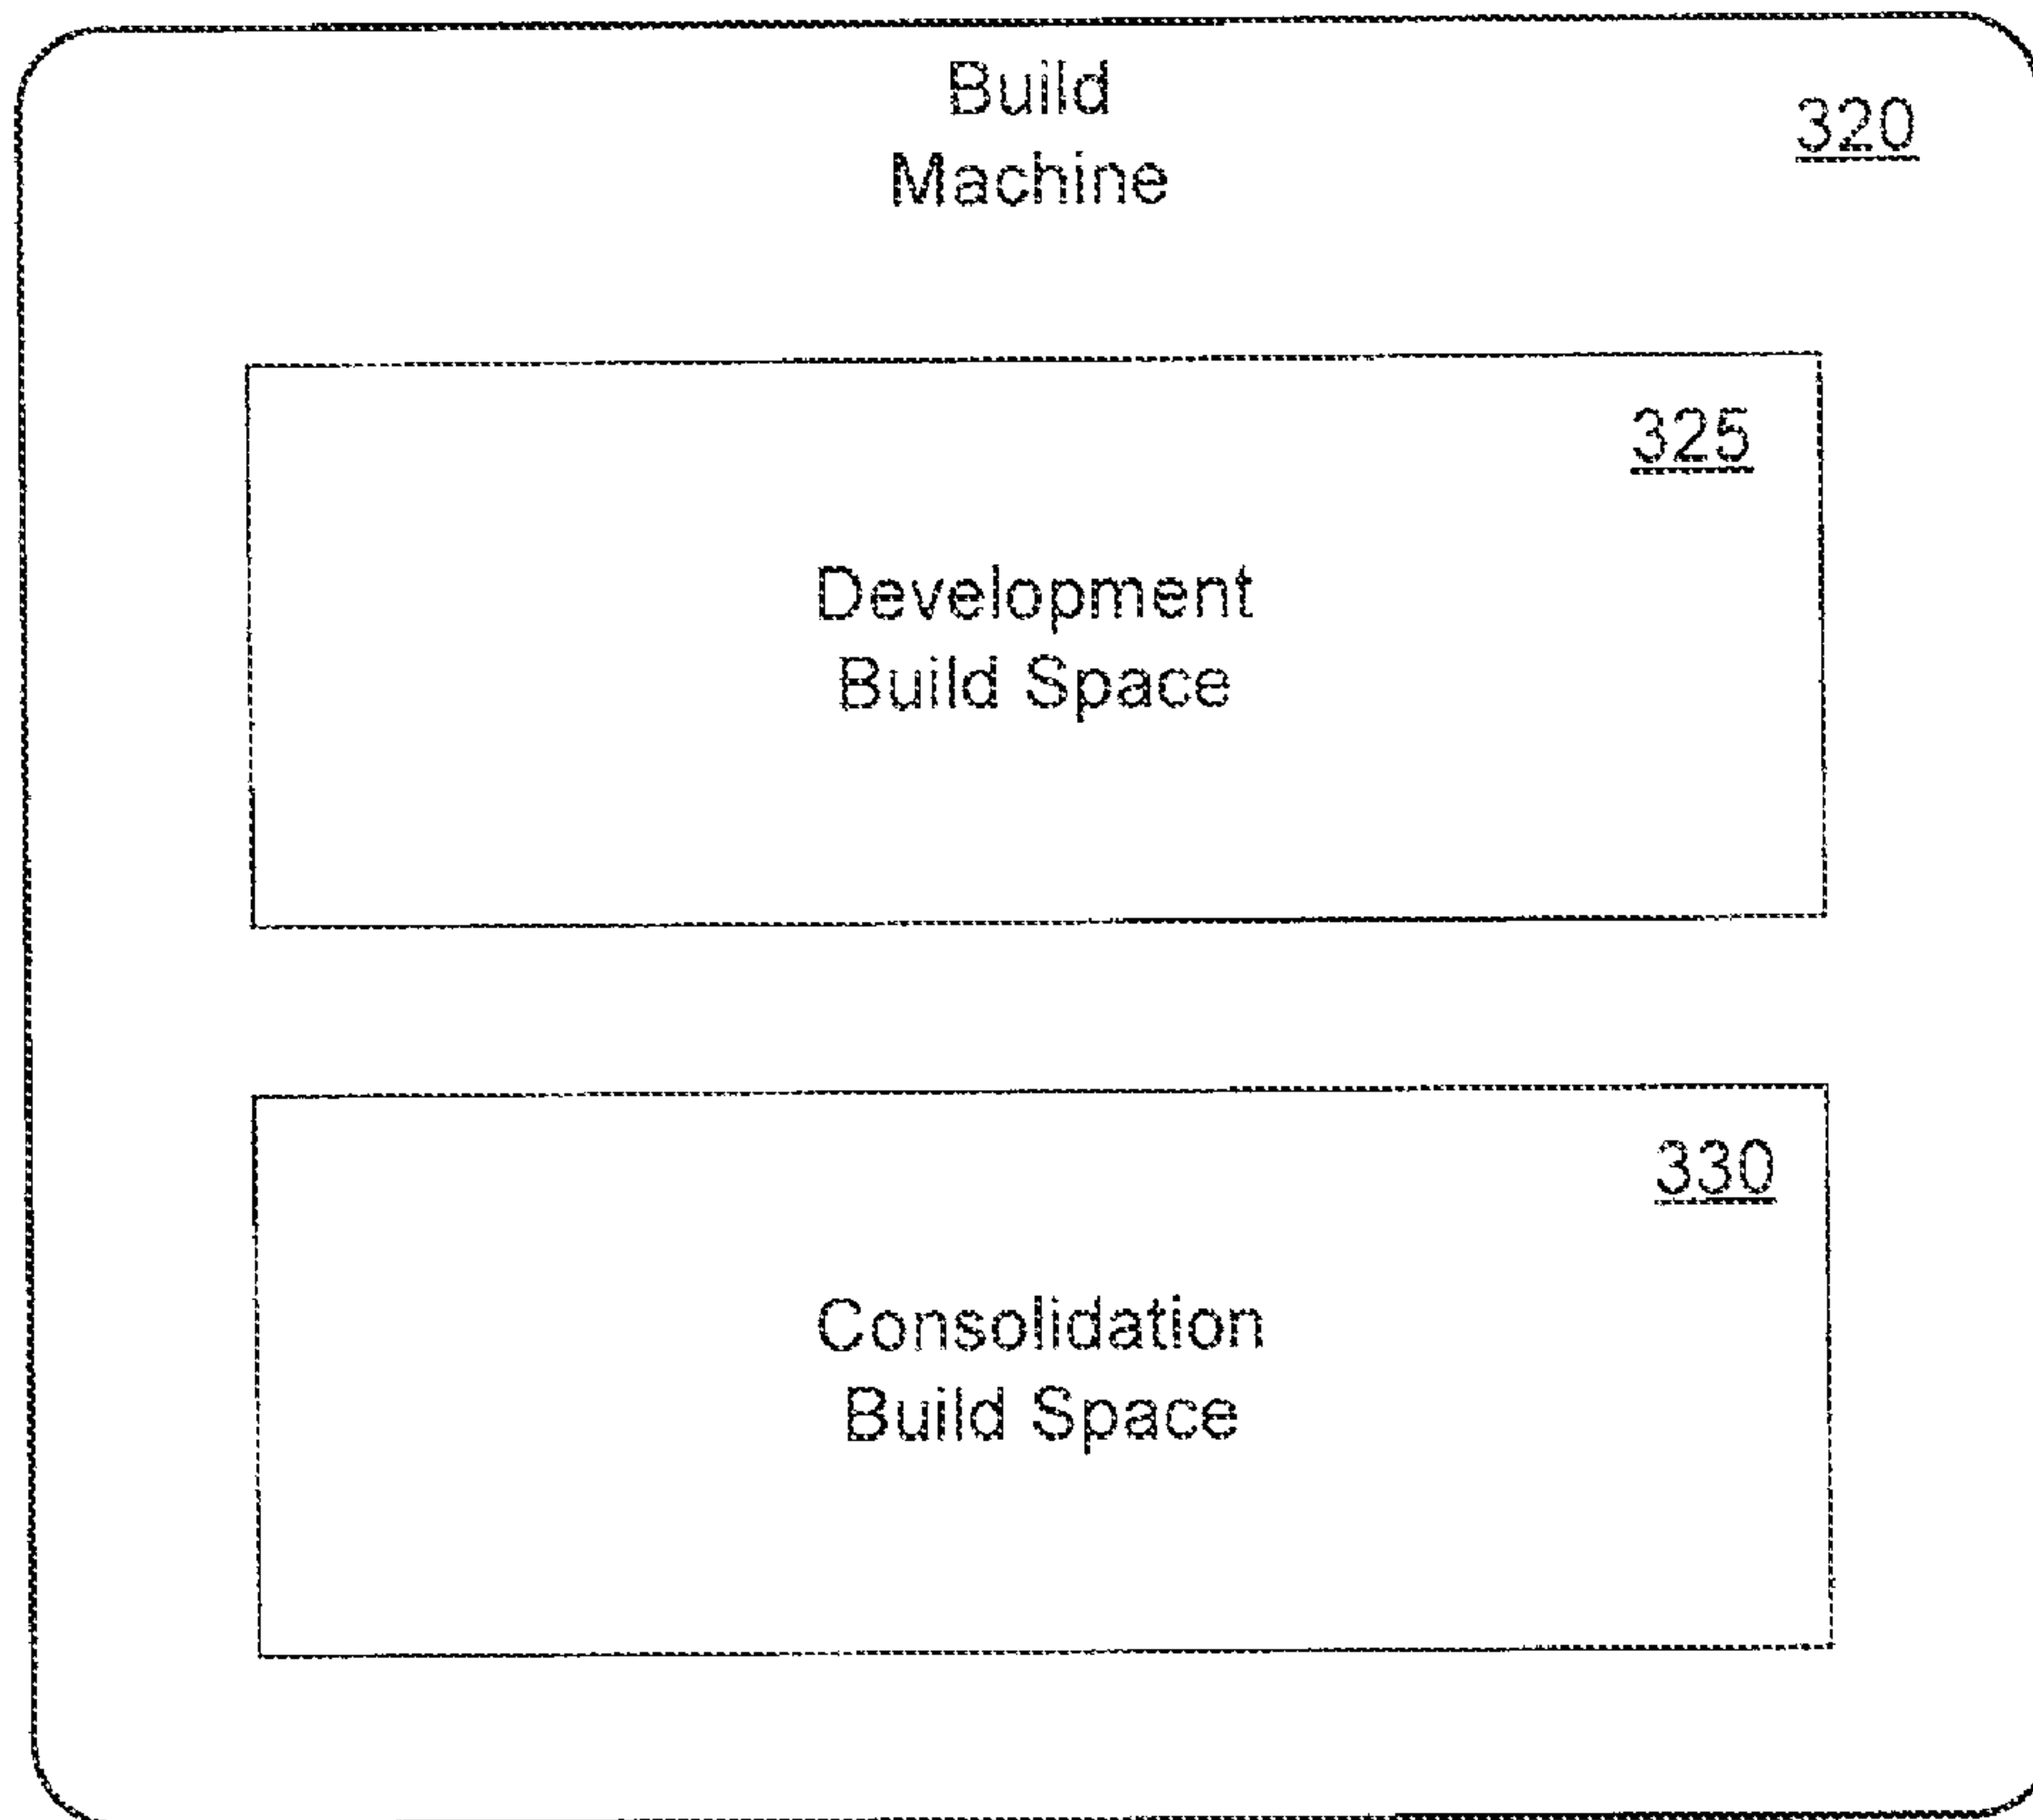 Build
Machine
320
325
Development
Build Space
330
Consolidation
Build Space